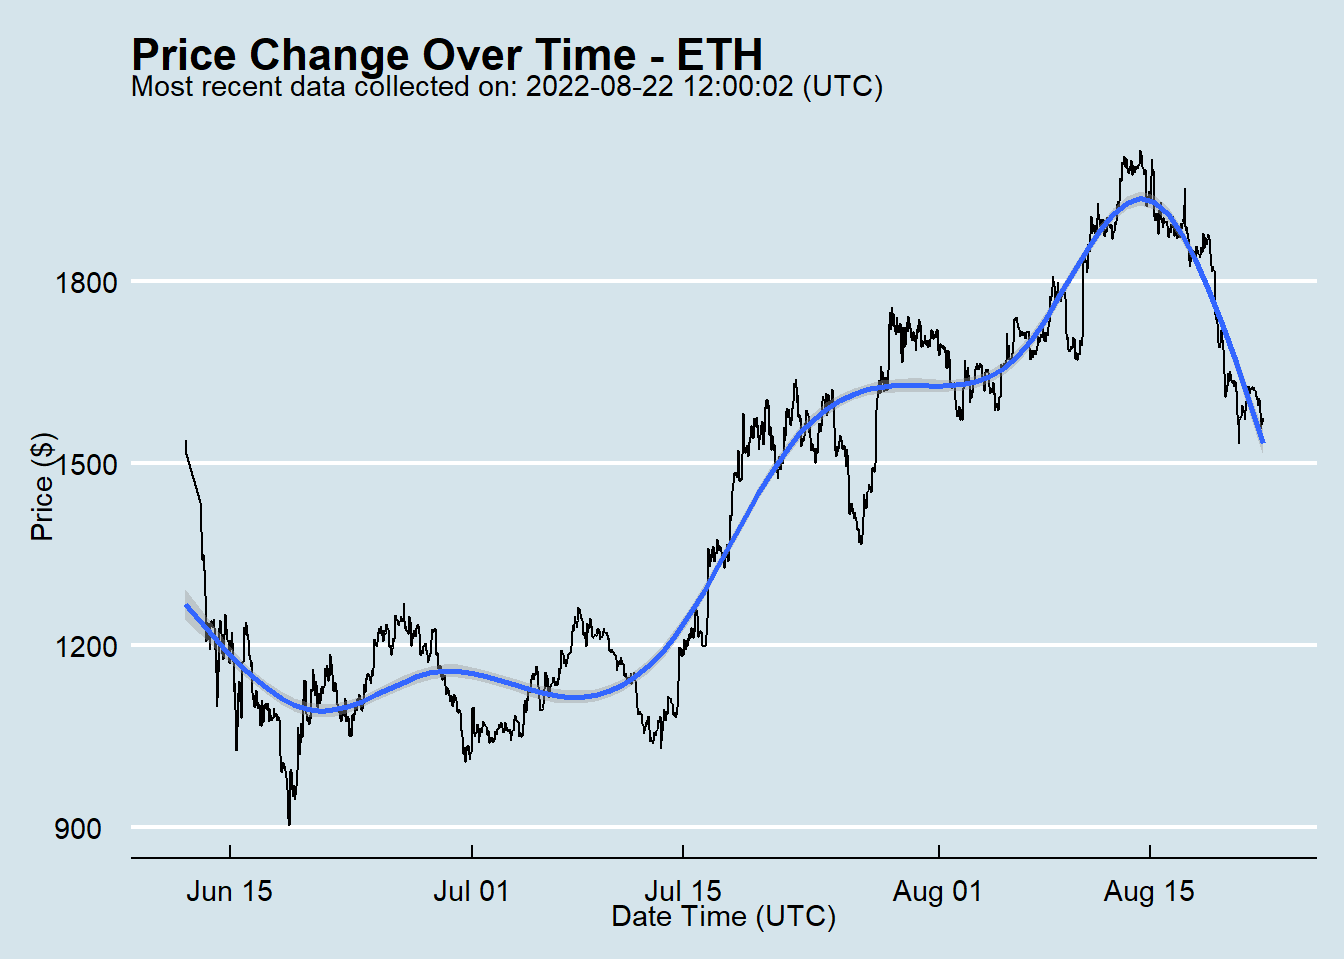 Price Change Over Time - ETH
Most recent data collected on: 2022-08-22 12:00:02 (UTC)
Price ($)
1800
1500
1200
900
Jun 15 Jul 01 Jul 15 Aug 01 Aug 15
Date Time (UTC)